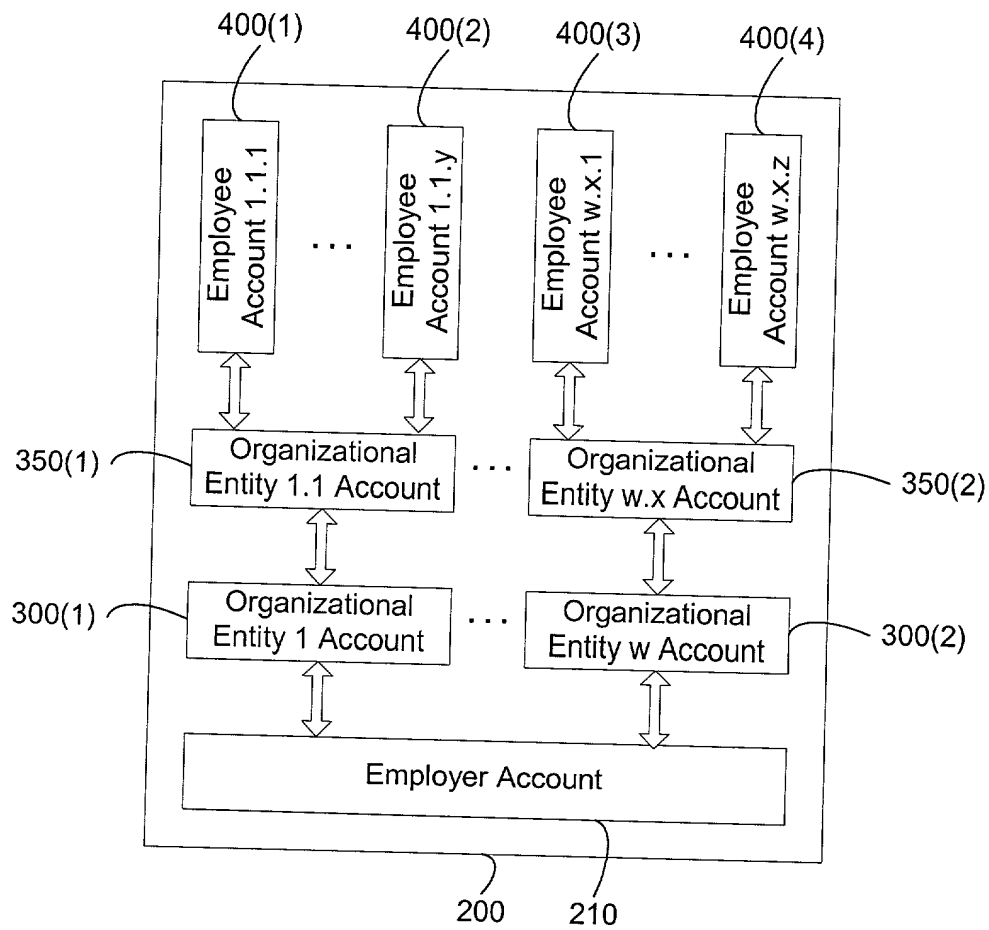 400(1)
400(2)
400(3)
400(4)
Employee
Account 1.1.1
...
Employee
Account 1.1.y
Employee
Account w.x.1
...
Employee
Account w.x.z
350(1)
Organizational
Entity 1.1 Account
...
Organizational
Entity w.x Account
350(2)
300(1)
Organizational
Entity 1 Account
...
Organizational
Entity w Account
300(2)
Employer Account
200
210